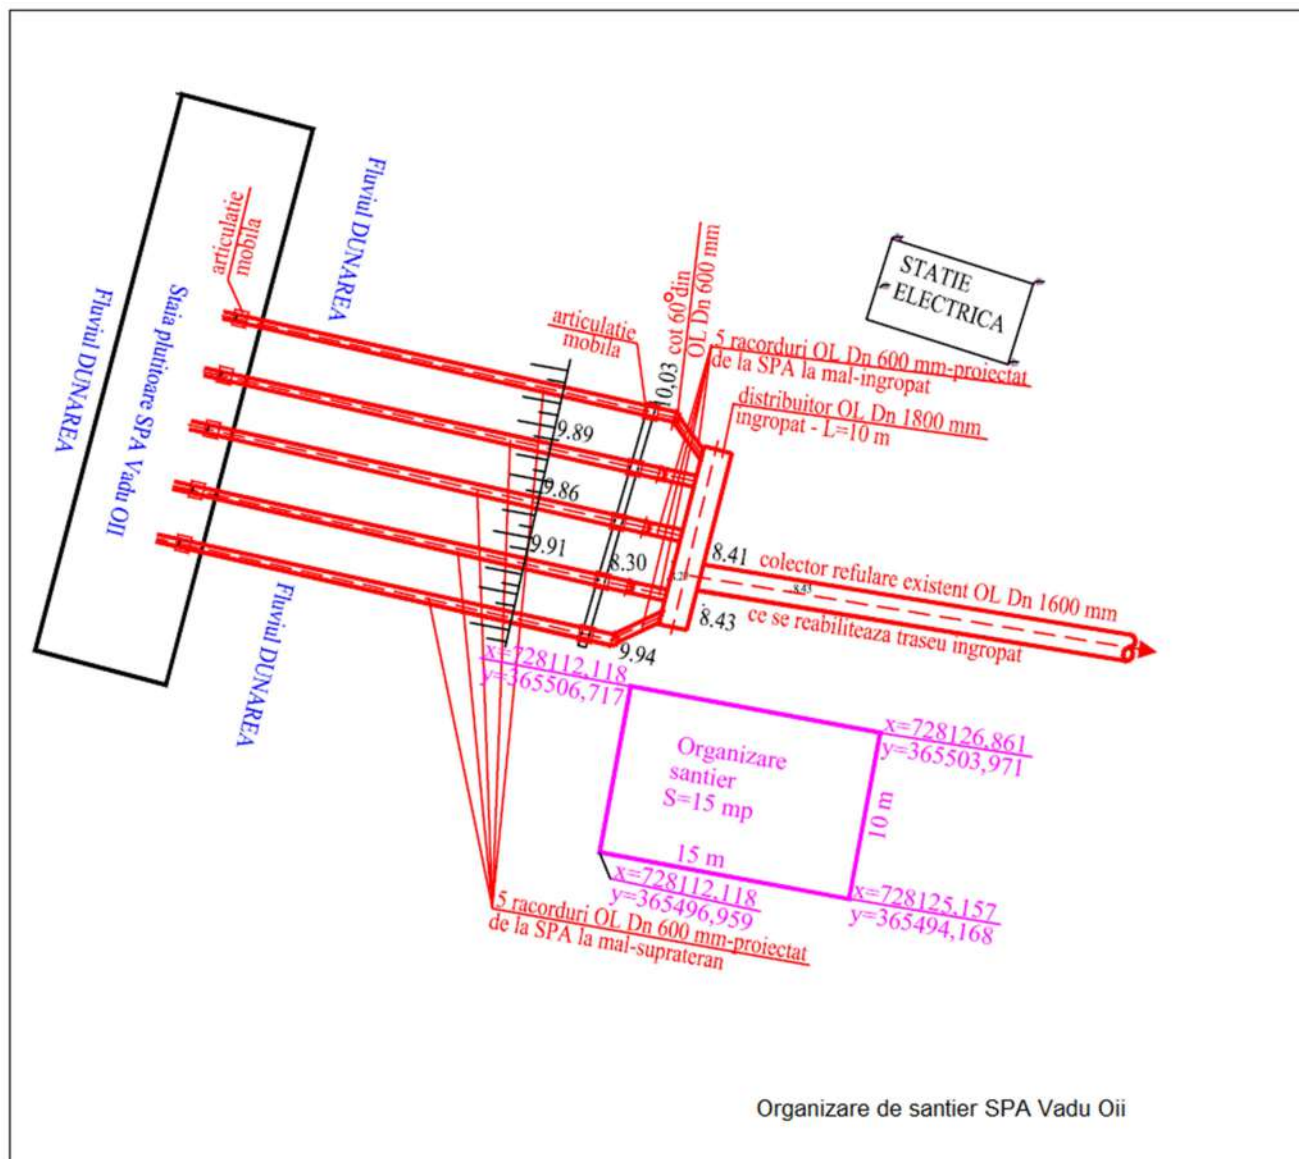 Fluviul DUNAREA
articulatie
mobila
Fluviul DUNAREA
Staia plutitoare SPA Vadu OII
Fluviul DUNAREA
articulatie
mobila
10,03
cot 60°din
OL Dn 600 mm
STATIE
ELECTRICA
5 racorduri OL Dn 600 mm-proiectat
de la SPA la mal-ingropat
distribuitor OL Dn 1800 mm
ingropat - L=10 m
9.89
9.86
9.91
8.30
8.41
colector refulare existent OL Dn 1600 mm
8.43
8.43
ce se reabiliteaza traseu ingropat
9.94
x=728112,118
y=365506,717
x=728126,861
y=365503,971
Organizare
santier
S=15 mp
10 m
15 m
x=728112,118
y=365496,959
x=728125,157
y=365494,168
5 racorduri OL Dn 600 mm-proiectat
de la SPA la mal-suprateran
Organizare de santier SPA Vadu Oii